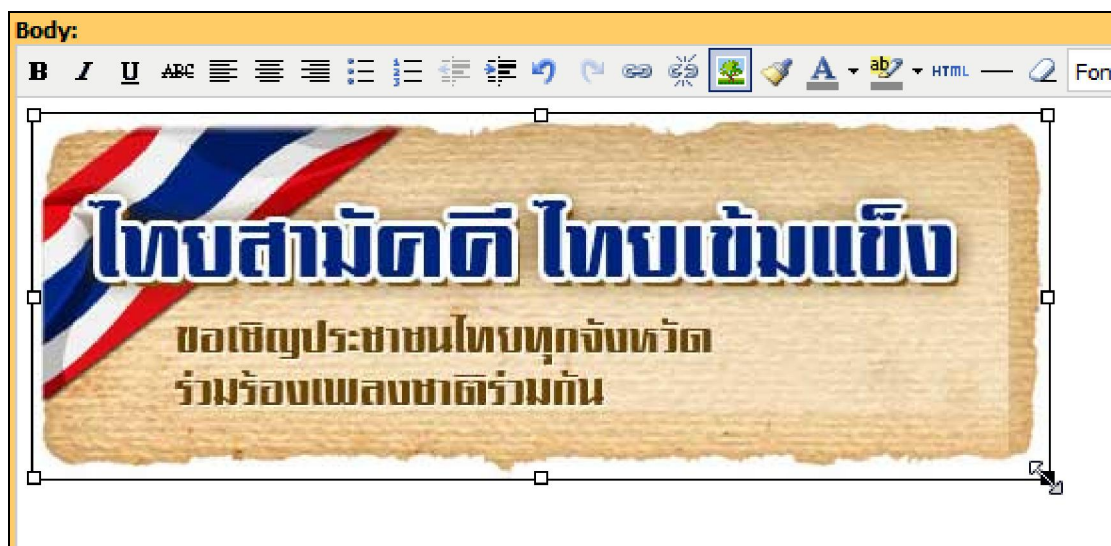 Body:
B I U ABC HTML Fon
ไทยสามัคคี ไทยเข้มแข็ง
ขอเชิญประชาชนไทยทุกจังหวัด
ร่วมร้องเพลงชาติร่วมกัน